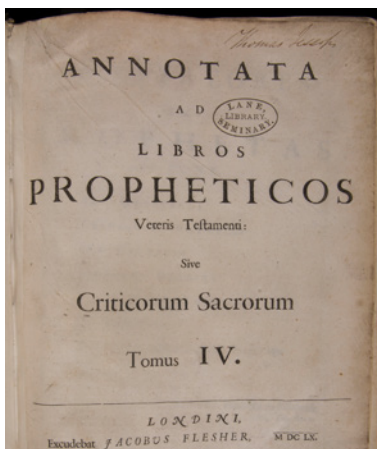 Thomas
ANNOTATA
AD
LANE
LIBRARY
SEMINARY.
LIBROS
PROPHETICOS
Veteris Teſtamenti:
Sive
Criticorum Sacrorum
Tomus IV.
LONDINI,
Excudebat JACOBUS FLESHER, M DC LX.